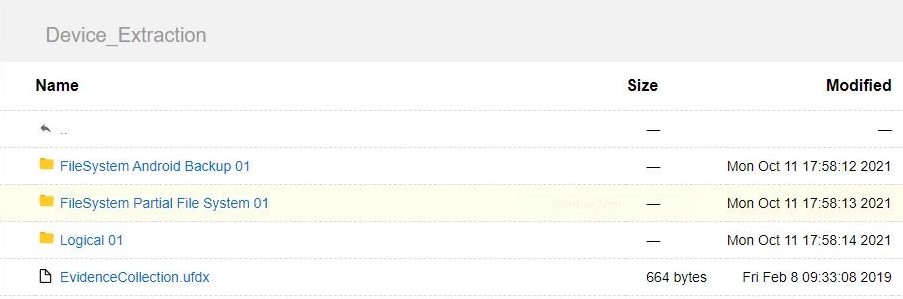 Device_Extraction
Name Size Modified
.. — —
FileSystem Android Backup 01 — Mon Oct 11 17:58:12 2021
FileSystem Partial File System 01 — Mon Oct 11 17:58:13 2021
Logical 01 — Mon Oct 11 17:58:14 2021
EvidenceCollection.ufdx 664 bytes Fri Feb 8 09:33:08 2019